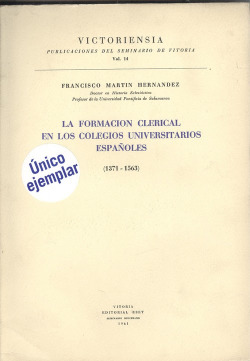 VICTORIENSIA
PUBLICACIONES DEL SEMINARIO DE VITORIA
Vol. 14
FRANCISCO MARTIN HERNANDEZ
Doctor en Historia Eclesiástica
Profesor de la Universidad Pontificia de Salamanca
LA FORMACION CLERICAL
EN LOS COLEGIOS UNIVERSITARIOS
ESPAÑOLES
(1371-1563)
Único
ejemplar
VITORIA
EDITORIAL ESET
SEMINARIO DIOCESANO
1961